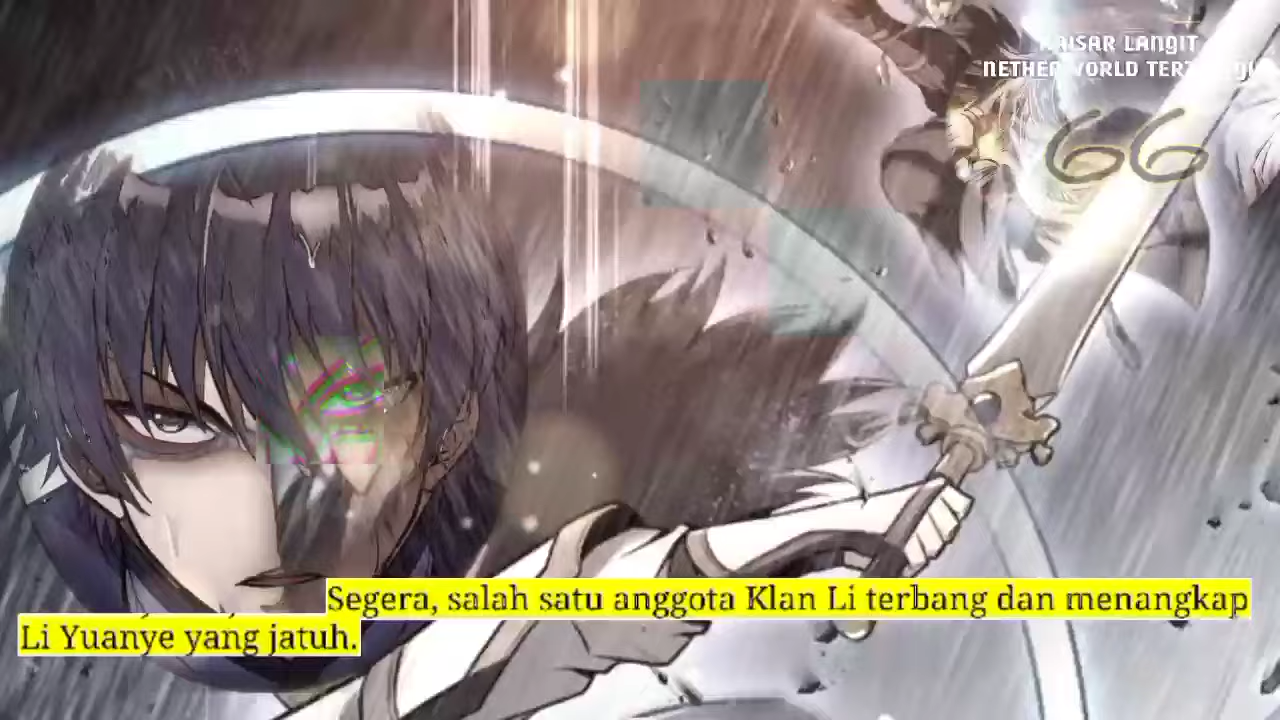 KAISAR LANGIT
66
Segera, salah satu anggota Klan Li terbang dan menangkap
Li Yuanye yang jatuh.